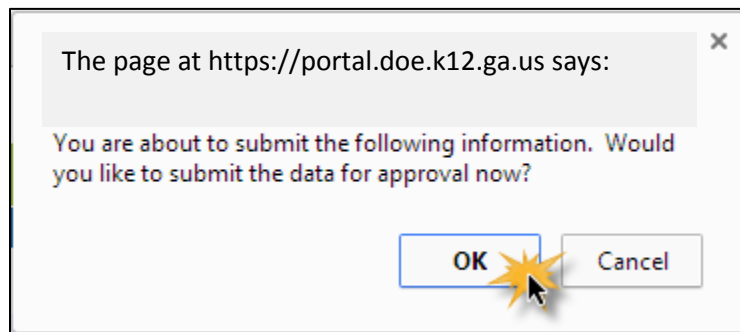 The page at https://portal.doe.k12.ga.us says:
You are about to submit the following information.  Would
you like to submit the data for approval now?
OK
Cancel